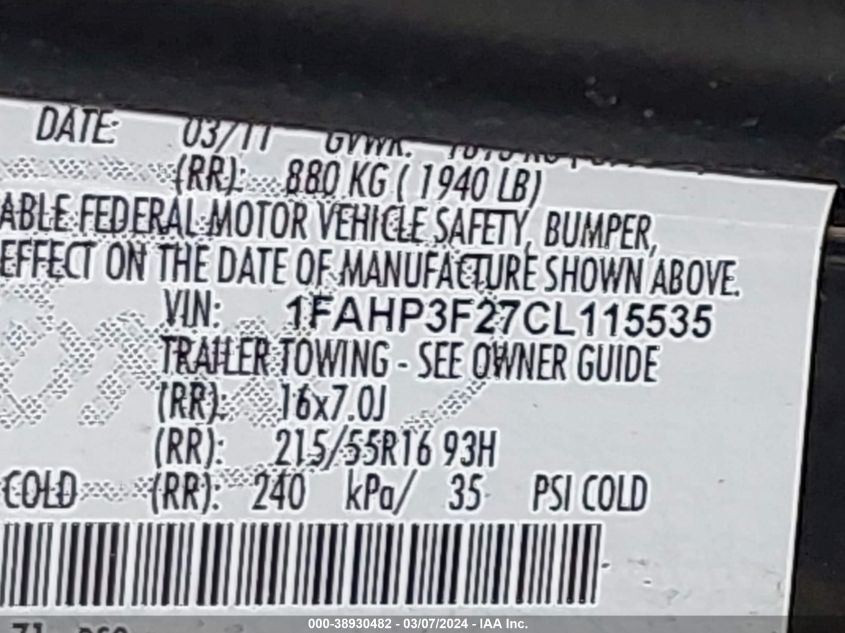 DATE: 03/11 GVWR:
(RR): 880 KG ( 1940 LB)
ABLE FEDERAL MOTOR VEHICLE SAFETY, BUMPER,
EFFECT ON THE DATE OF MANUFACTURE SHOWN ABOVE.
VIN: 1FAHP3F27CL115535
TRAILER TOWING - SEE OWNER GUIDE
(RR): 16x7.0J
(RR): 215/55R16 93H
COLD (RR): 240 kPa/ 35 PSI COLD
000-38930482 - 03/07/2024 - IAA Inc.